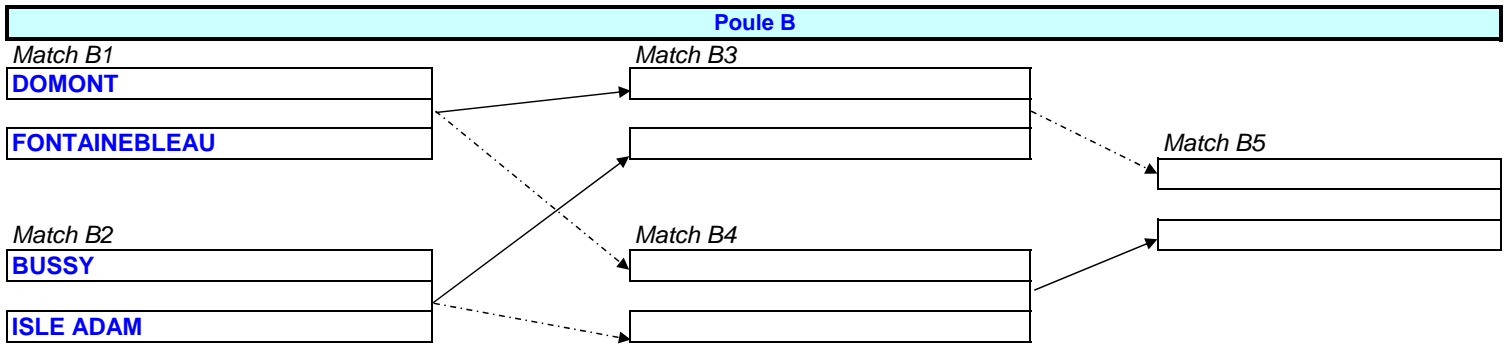 Poule B
Match B1
Match B3
DOMONT
FONTAINEBLEAU
Match B5
Match B2
Match B4
BUSSY
ISLE ADAM